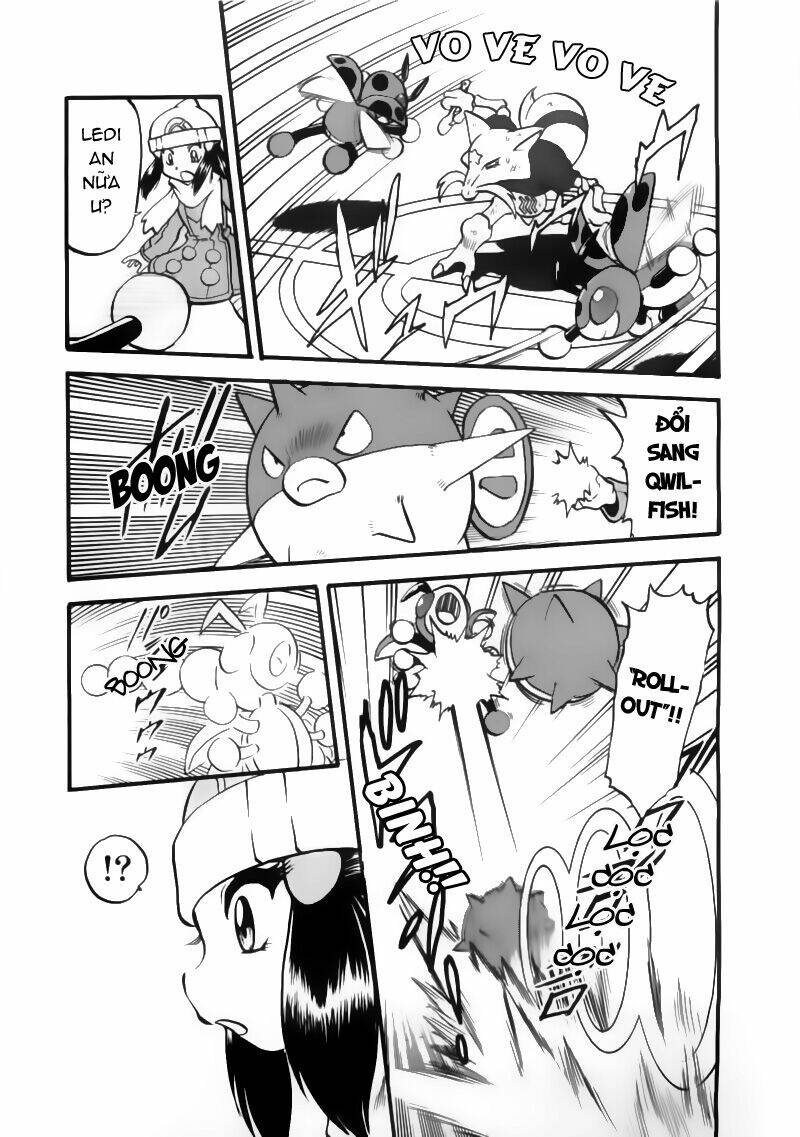 VO VE VO VE
LEDI
AN
NỮA
Ư?
ĐỔI
SANG
QWIL-
FISH!
BOONG
"ROLL-
OUT"!!
BOONG
BINH!!
LỌC
CỌC
LỌC
CỌC
!?